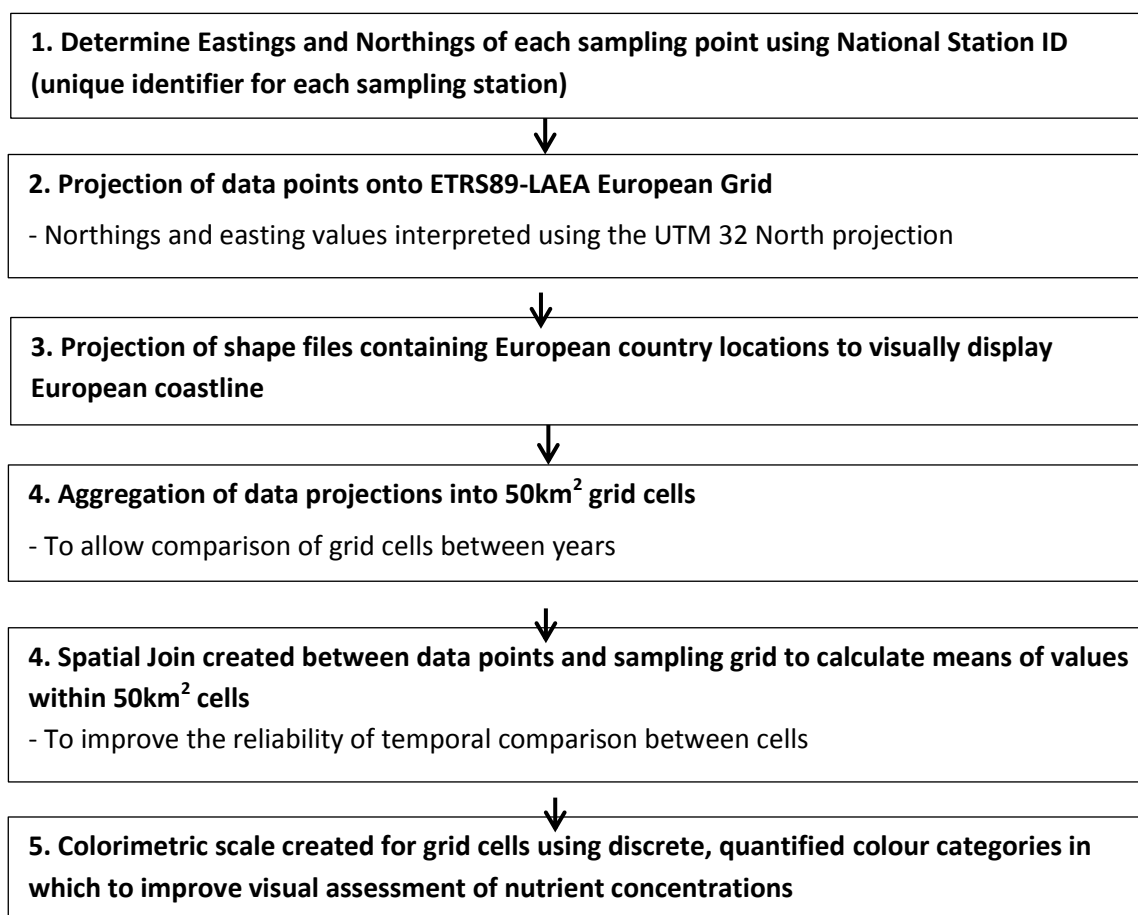 1. Determine Eastings and Northings of each sampling point using National Station ID
(unique identifier for each sampling station)
2. Projection of data points onto ETRS89-LAEA European Grid
- Northings and easting values interpreted using the UTM 32 North projection
3. Projection of shape files containing European country locations to visually display
European coastline
4. Aggregation of data projections into 50km² grid cells
- To allow comparison of grid cells between years
4. Spatial Join created between data points and sampling grid to calculate means of values
within 50km² cells
- To improve the reliability of temporal comparison between cells
5. Colorimetric scale created for grid cells using discrete, quantified colour categories in
which to improve visual assessment of nutrient concentrations